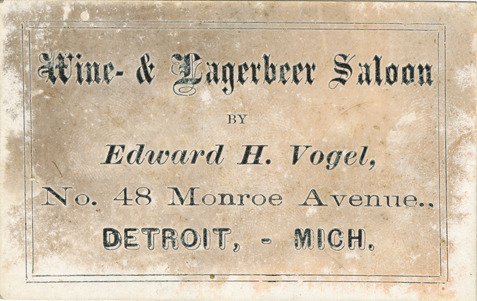 Wine- & Lagerbeer Saloon
BY
Edward H. Vogel,
No. 48 Monroe Avenue.,
DETROIT, - MICH.